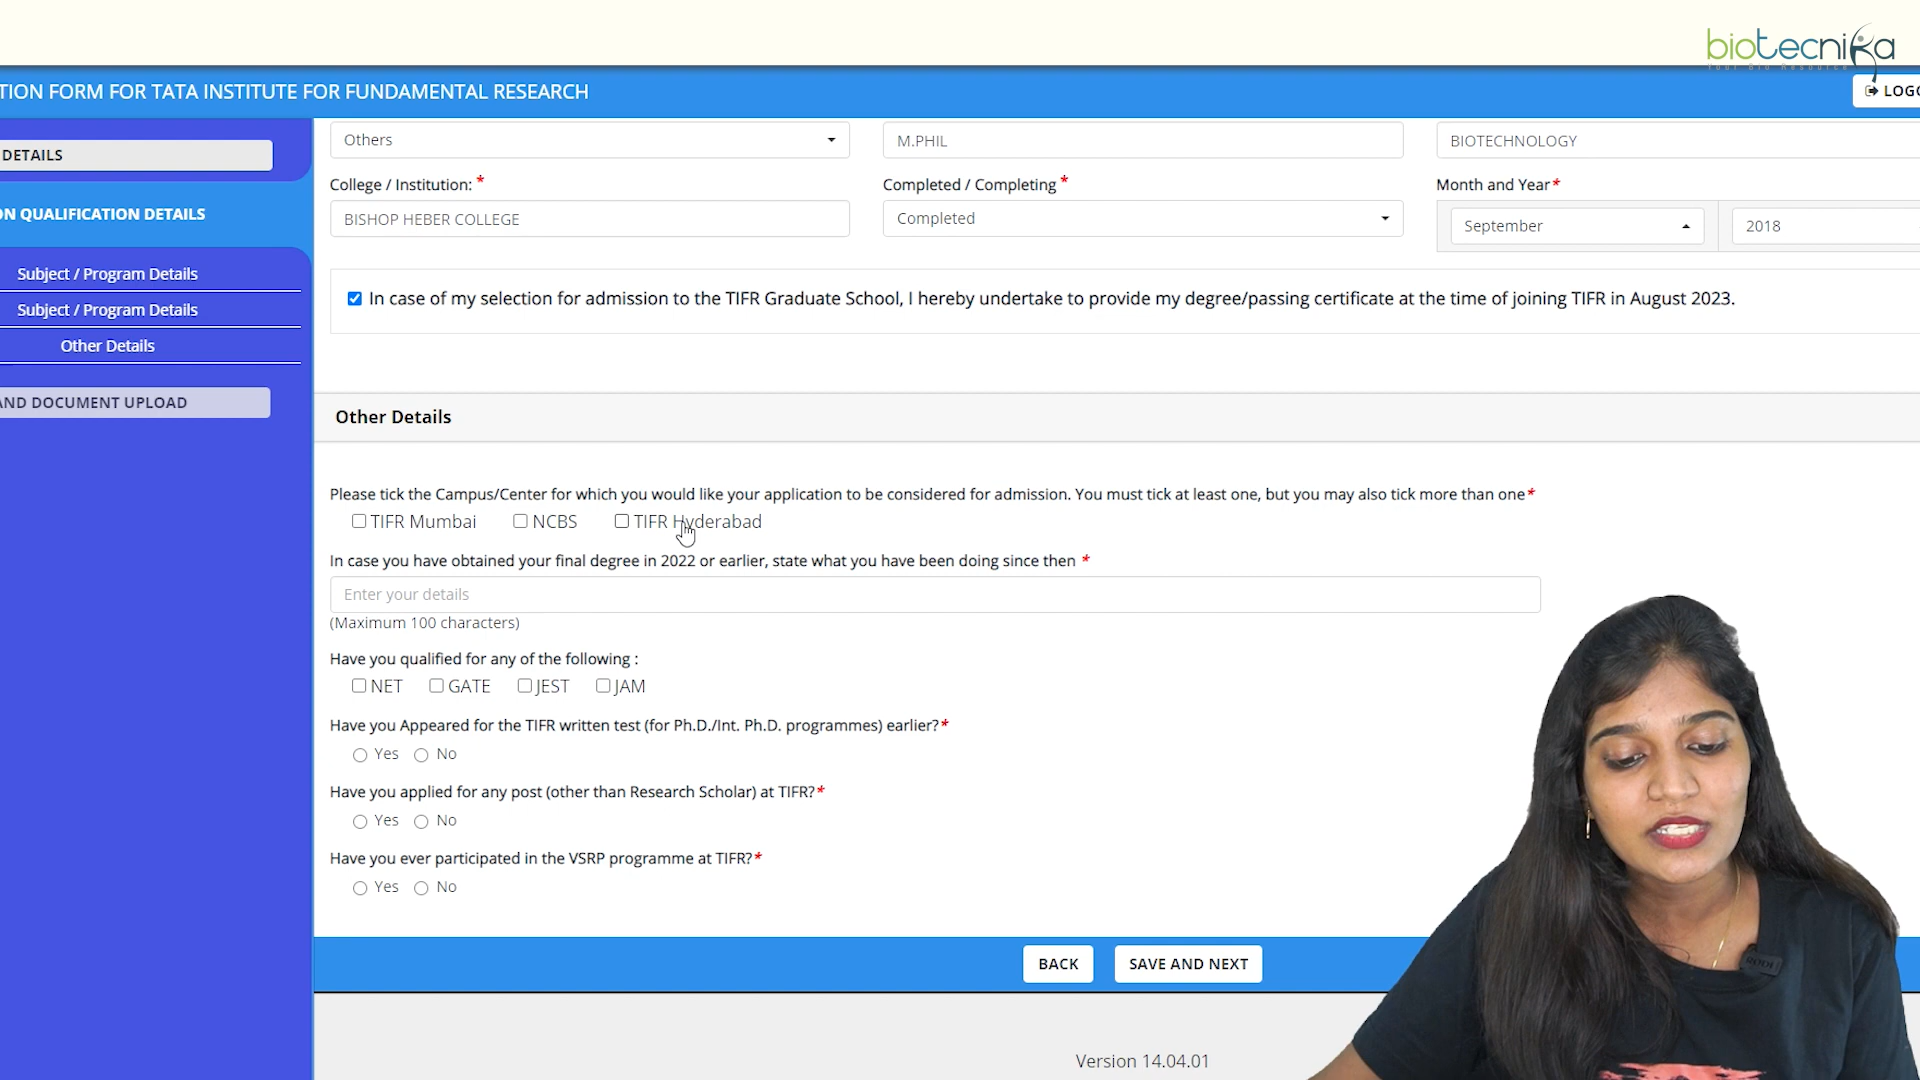 biotecnika
TION FORM FOR TATA INSTITUTE FOR FUNDAMENTAL RESEARCH
LOGO
DETAILS
Others
M.PHIL
BIOTECHNOLOGY
College / Institution: *
Completed / Completing *
Month and Year*
ON QUALIFICATION DETAILS
BISHOP HEBER COLLEGE
Completed
September
2018
Subject / Program Details
In case of my selection for admission to the TIFR Graduate School, I hereby undertake to provide my degree/passing certificate at the time of joining TIFR in August 2023.
Subject / Program Details
Other Details
AND DOCUMENT UPLOAD
Other Details
Please tick the Campus/Center for which you would like your application to be considered for admission. You must tick at least one, but you may also tick more than one*
TIFR Mumbai NCBS TIFR Hyderabad
In case you have obtained your final degree in 2022 or earlier, state what you have been doing since then *
Enter your details
(Maximum 100 characters)
Have you qualified for any of the following :
NET GATE JEST JAM
Have you Appeared for the TIFR written test (for Ph.D./Int. Ph.D. programmes) earlier?*
Yes No
Have you applied for any post (other than Research Scholar) at TIFR?*
Yes No
Have you ever participated in the VSRP programme at TIFR?*
Yes No
BACK
SAVE AND NEXT
Version 14.04.01